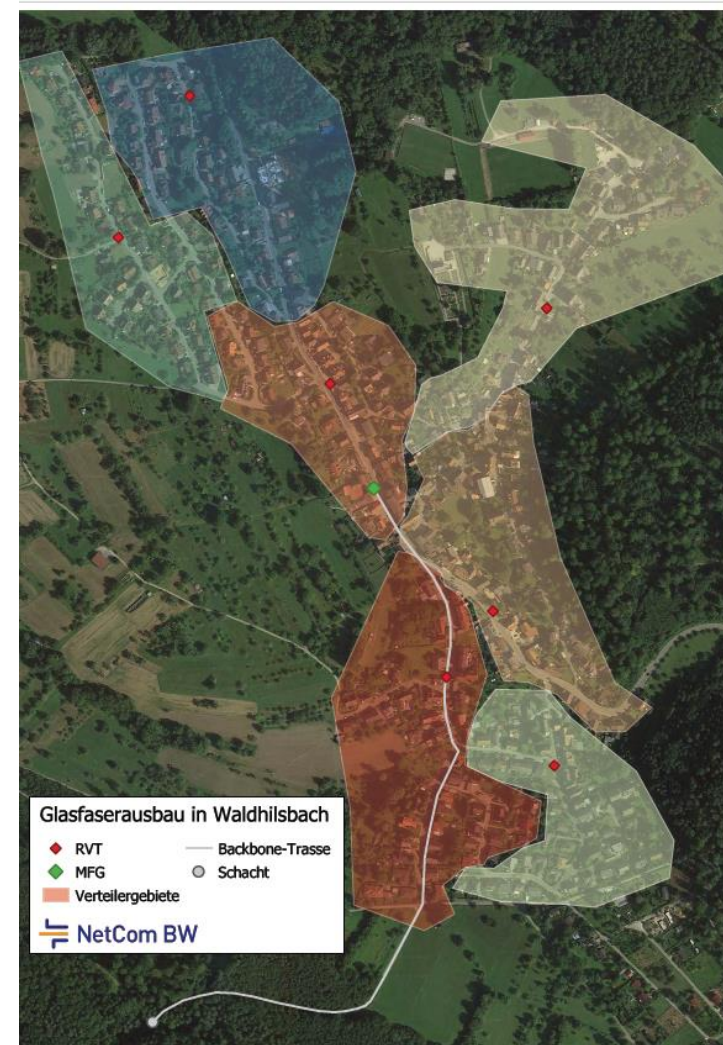 Glasfaserausbau in Waldhilsbach
RVT
Backbone-Trasse
MFG
Schacht
Verteilergebiete
NetCom BW